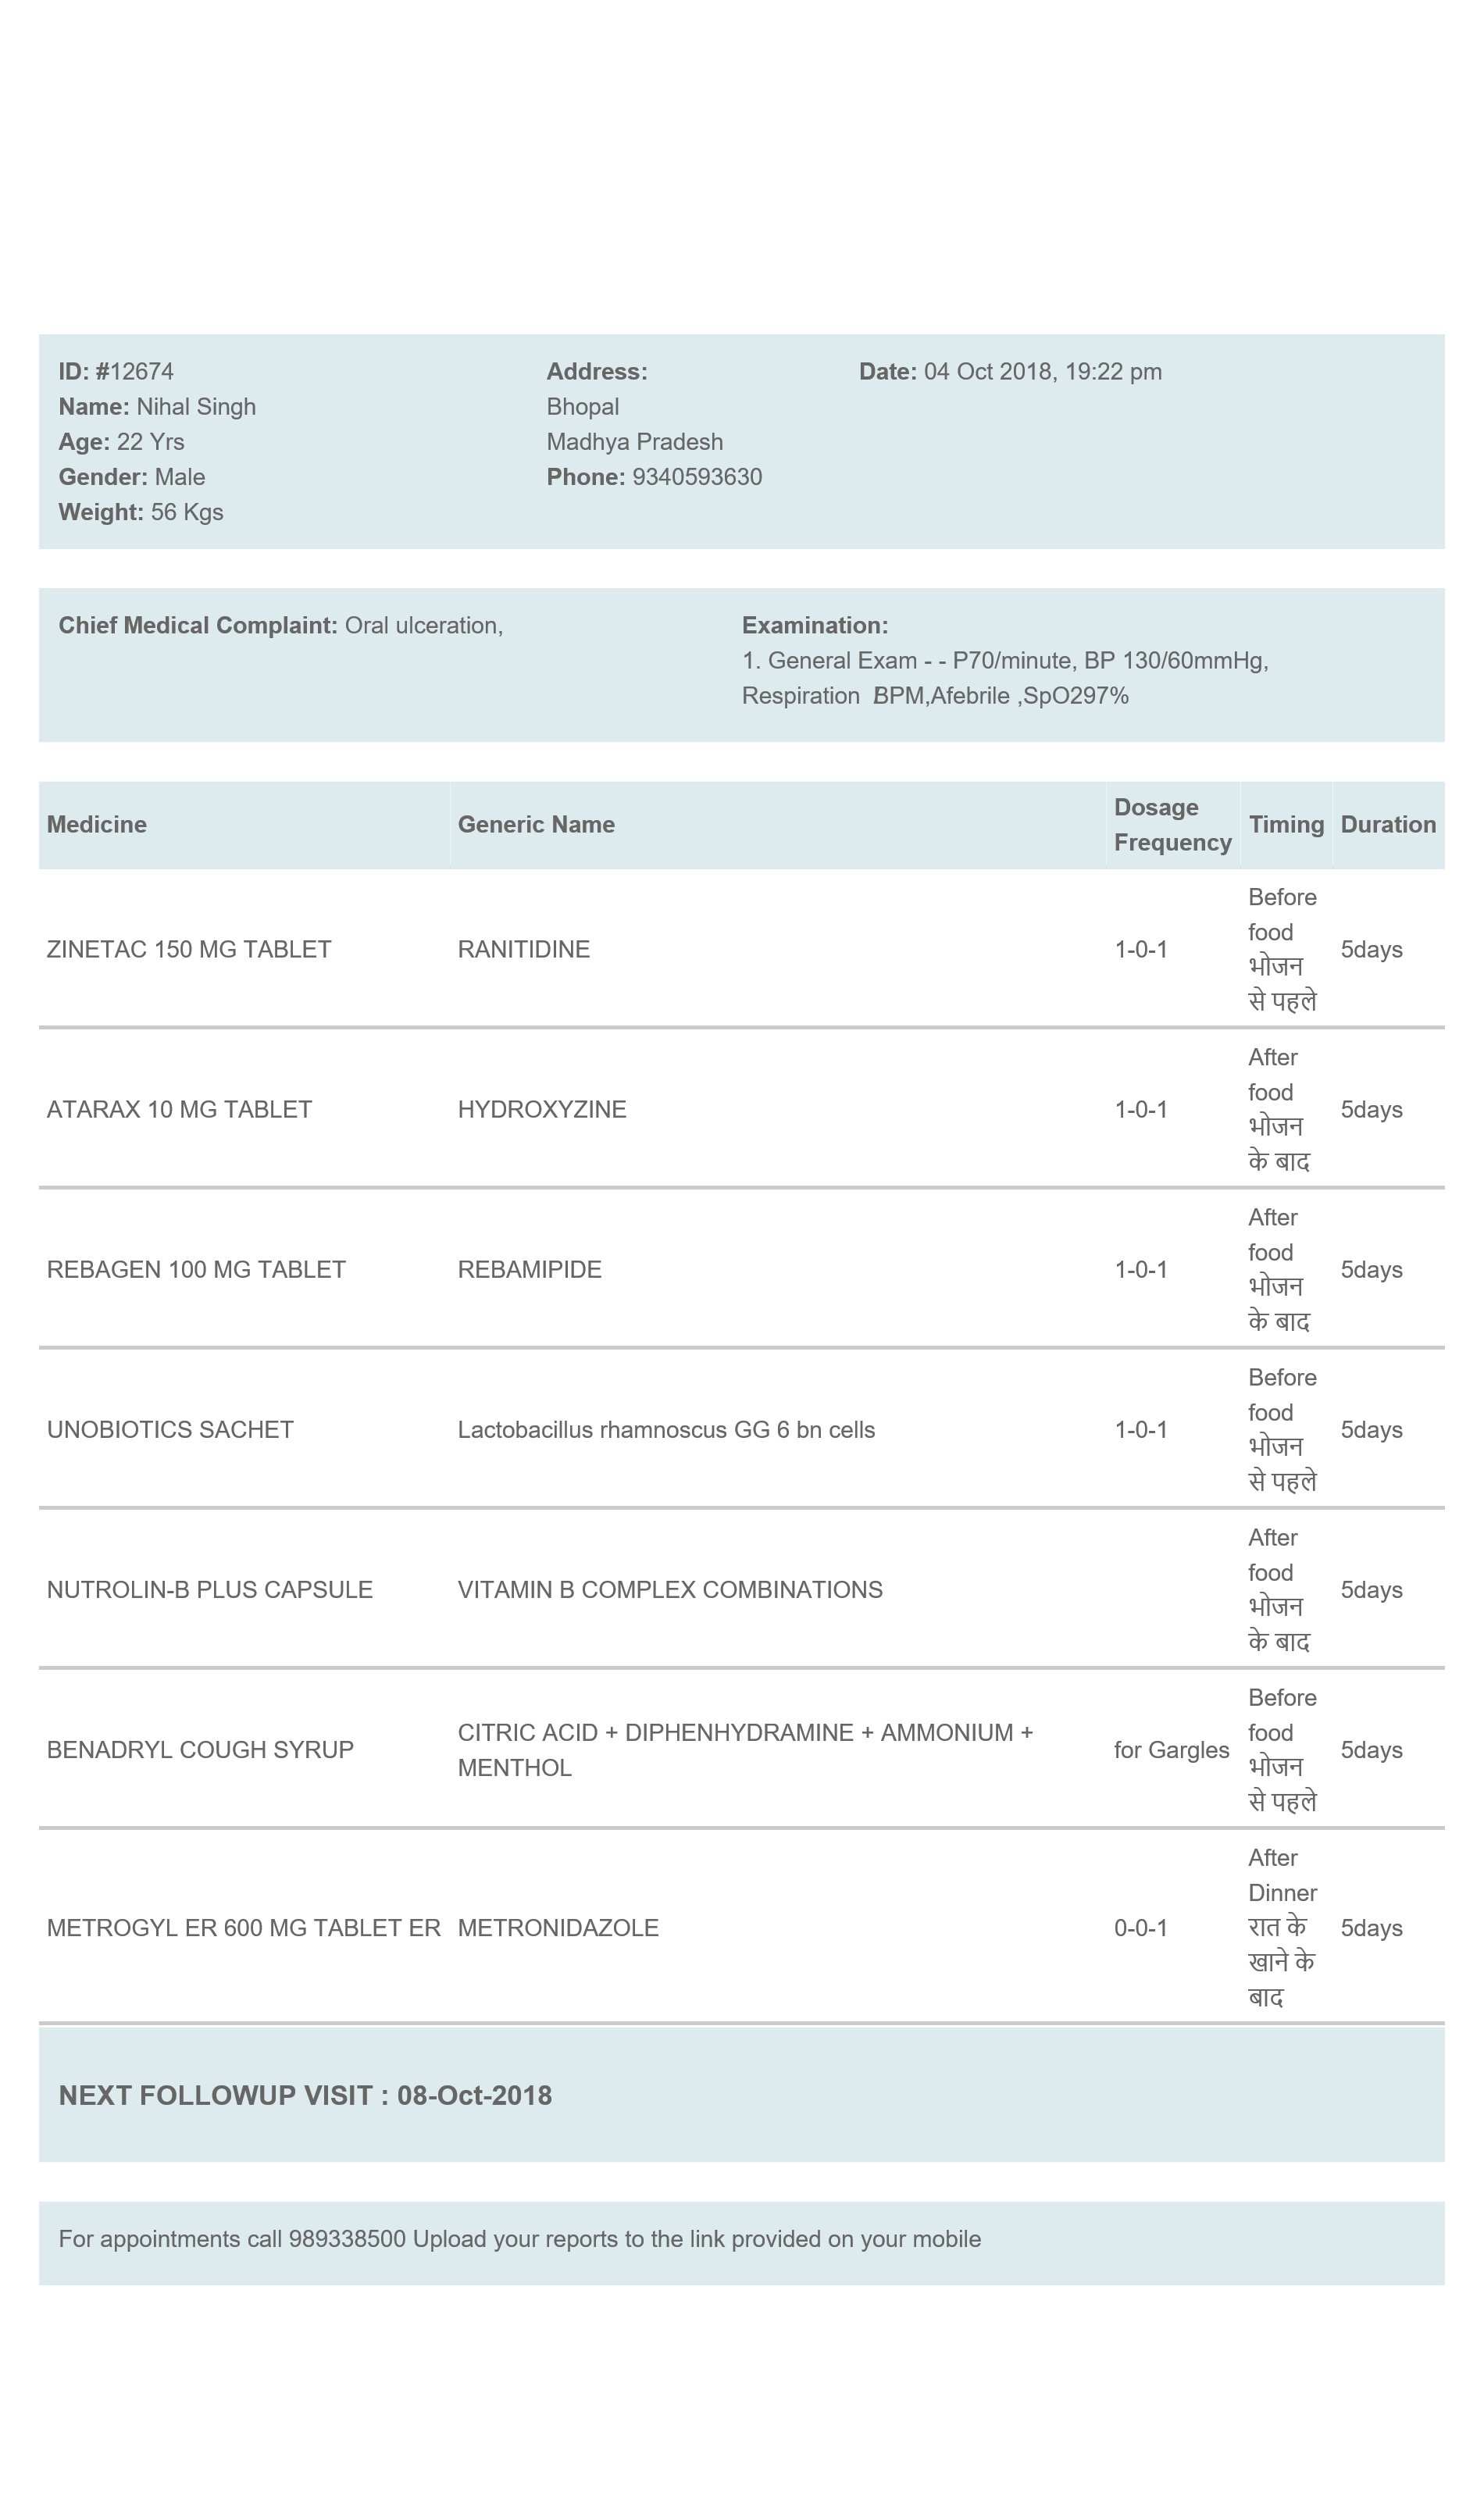 ID: #12674
Name: Nihal Singh
Age: 22 Yrs
Gender: Male
Weight: 56 Kgs
Address:
Bhopal
Madhya Pradesh
Phone: 9340593630
Date: 04 Oct 2018, 19:22 pm
Chief Medical Complaint: Oral ulceration,
Examination:
1. General Exam - - P70/minute, BP 130/60mmHg,
Respiration BPM,Afebrile ,SpO297%
Medicine
Generic Name
Dosage
Frequency
Timing
Duration
ZINETAC 150 MG TABLET
RANITIDINE
1-0-1
Before
food
भोजन
से पहले
5days
ATARAX 10 MG TABLET
HYDROXYZINE
1-0-1
After
food
भोजन
के बाद
5days
REBAGEN 100 MG TABLET
REBAMIPIDE
1-0-1
After
food
भोजन
के बाद
5days
UNOBIOTICS SACHET
Lactobacillus rhamnoscus GG 6 bn cells
1-0-1
Before
food
भोजन
से पहले
5days
NUTROLIN-B PLUS CAPSULE
VITAMIN B COMPLEX COMBINATIONS
After
food
भोजन
के बाद
5days
BENADRYL COUGH SYRUP
CITRIC ACID + DIPHENHYDRAMINE + AMMONIUM +
MENTHOL
for Gargles
Before
food
भोजन
से पहले
5days
METROGYL ER 600 MG TABLET ER
METRONIDAZOLE
0-0-1
After
Dinner
रात के
खाने के
बाद
5days
NEXT FOLLOWUP VISIT : 08-Oct-2018
For appointments call 989338500 Upload your reports to the link provided on your mobile